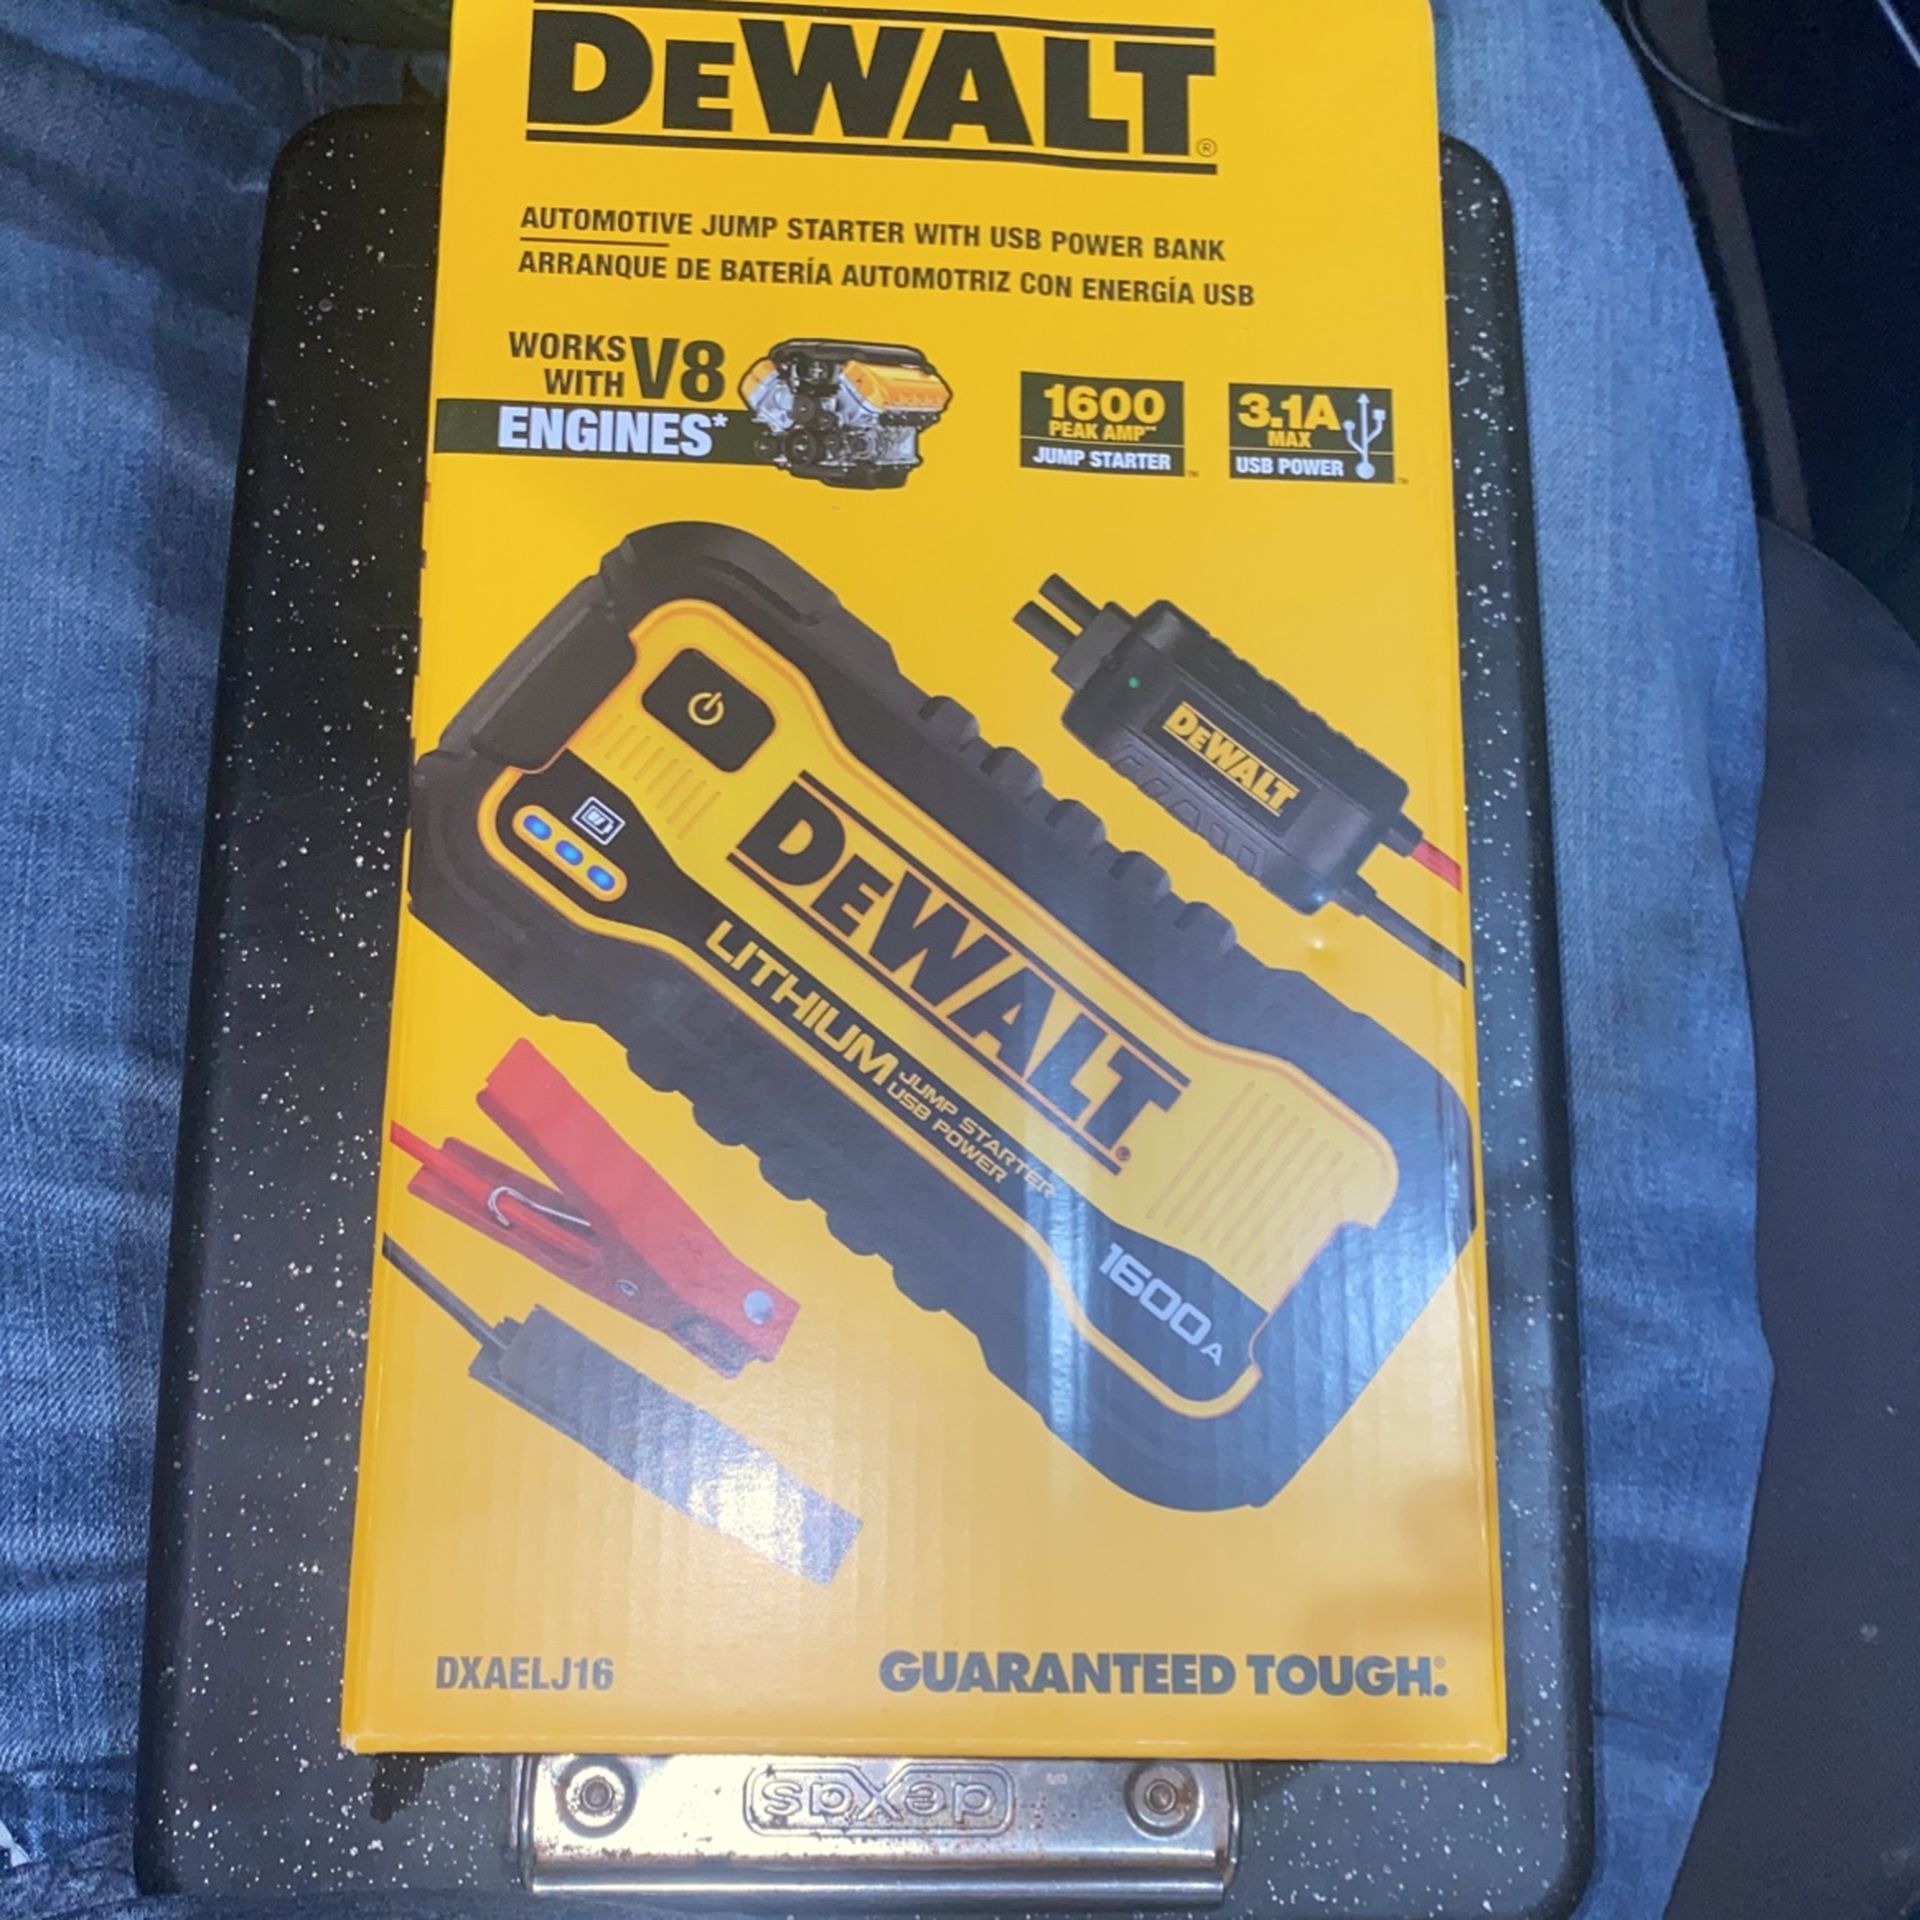 DEWALT®
AUTOMOTIVE JUMP STARTER WITH USB POWER BANK
ARRANQUE DE BATERÍA AUTOMOTRIZ CON ENERGÍA USB
WORKS
WITH V8
ENGINES*
1600
PEAK AMP**
JUMP STARTER™
3.1A
MAX
USB POWER™
DEWALT
DEWALT®
LITHIUM JUMP STARTER
USB POWER
1600A
DXAELJ16
GUARANTEED TOUGH.®
dexas